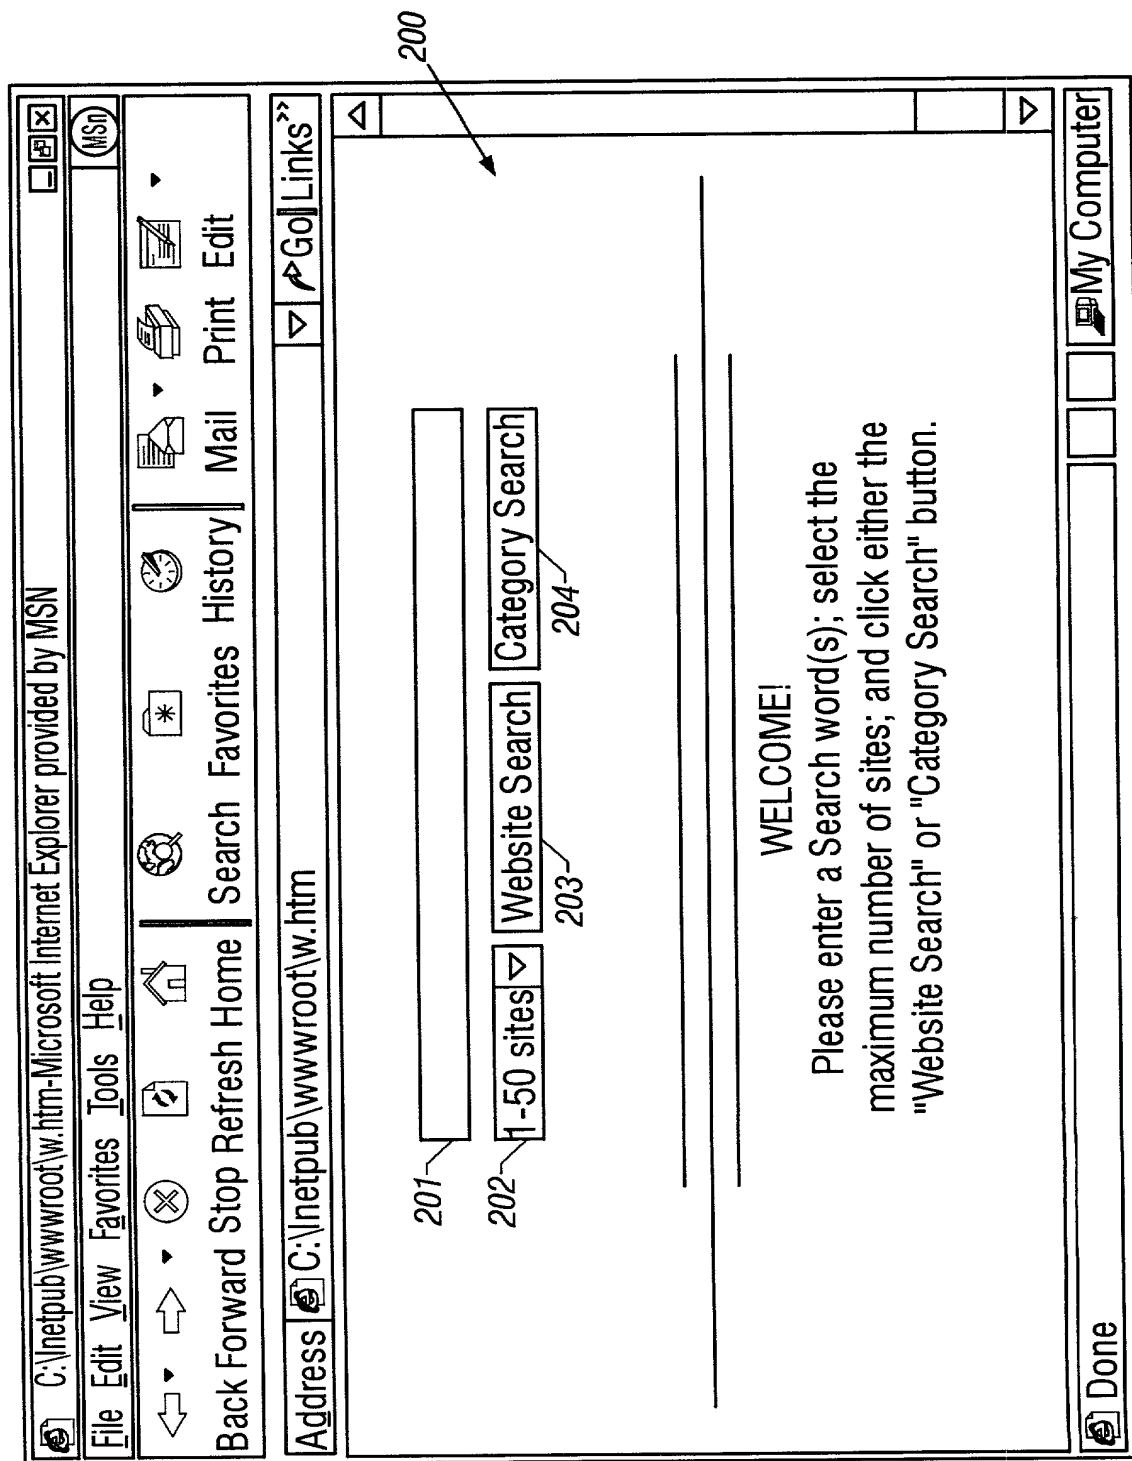 C:\Inetpub\wwwroot\w.htm-Microsoft Internet Explorer provided by MSN
File Edit View Favorites Tools Help
MSn
Back Forward Stop Refresh Home Search Favorites History Mail Print Edit
Address C:\Inetpub\wwwroot\w.htm Go Links»
200
201
1-50 sites Website Search Category Search
202 203 204
WELCOME!
Please enter a Search word(s); select the
maximum number of sites; and click either the
"Website Search" or "Category Search" button.
Done My Computer